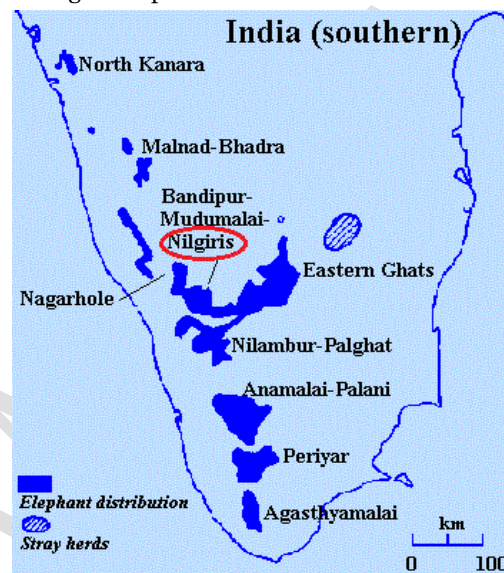 India (southern)
North Kanara
Malnad-Bhadra
Bandipur-
Mudumalai-
Nilgiris
Eastern Ghats
Nagarhole
Nilambur-Palghat
Anamalai-Palani
Periyar
Elephant distribution
Agasthyamalai
Stray herds
km
0 100